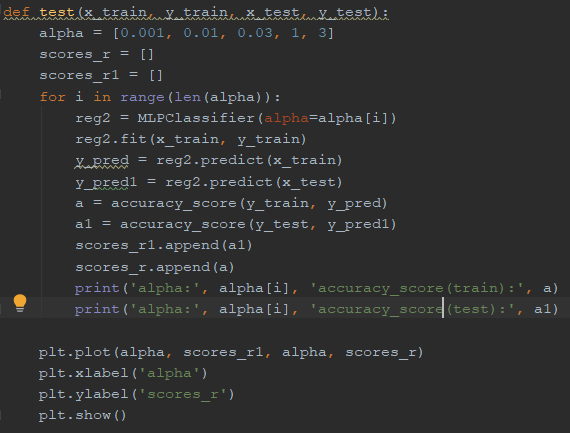 def test(x_train, y_train, x_test, y_test):
    alpha = [0.001, 0.01, 0.03, 1, 3]
    scores_r = []
    scores_r1 = []
    for i in range(len(alpha)):
        reg2 = MLPClassifier(alpha=alpha[i])
        reg2.fit(x_train, y_train)
        y_pred = reg2.predict(x_train)
        y_pred1 = reg2.predict(x_test)
        a = accuracy_score(y_train, y_pred)
        a1 = accuracy_score(y_test, y_pred1)
        scores_r1.append(a1)
        scores_r.append(a)
        print('alpha:', alpha[i], 'accuracy_score(train):', a)
        print('alpha:', alpha[i], 'accuracy_score(test):', a1)

    plt.plot(alpha, scores_r1, alpha, scores_r)
    plt.xlabel('alpha')
    plt.ylabel('scores_r')
    plt.show()